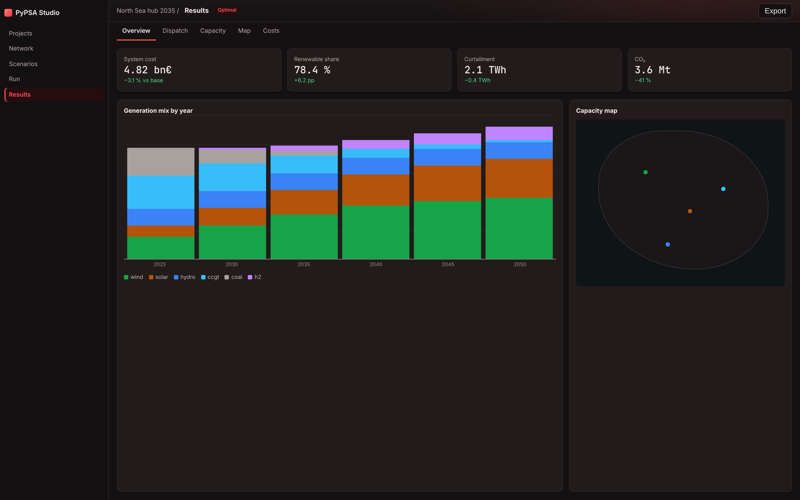 PyPSA Studio
Projects
Network
Scenarios
Run
Results
North Sea hub 2035 / Results Optimal
Export
Overview Dispatch Capacity Map Costs
System cost
4.82 bn€
−3.1 % vs base
Renewable share
78.4 %
+6.2 pp
Curtailment
2.1 TWh
−0.4 TWh
CO₂
3.6 Mt
−41 %
Generation mix by year
2025 2030 2035 2040 2045 2050
wind solar hydro ccgt coal h2
Capacity map